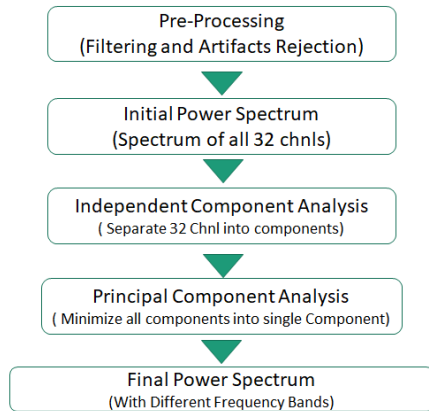 Pre-Processing
(Filtering and Artifacts Rejection)
Initial Power Spectrum
(Spectrum of all 32 chnls)
Independent Component Analysis
( Separate 32 Chnl into components)
Principal Component Analysis
( Minimize all components into single Component)
Final Power Spectrum
(With Different Frequency Bands)